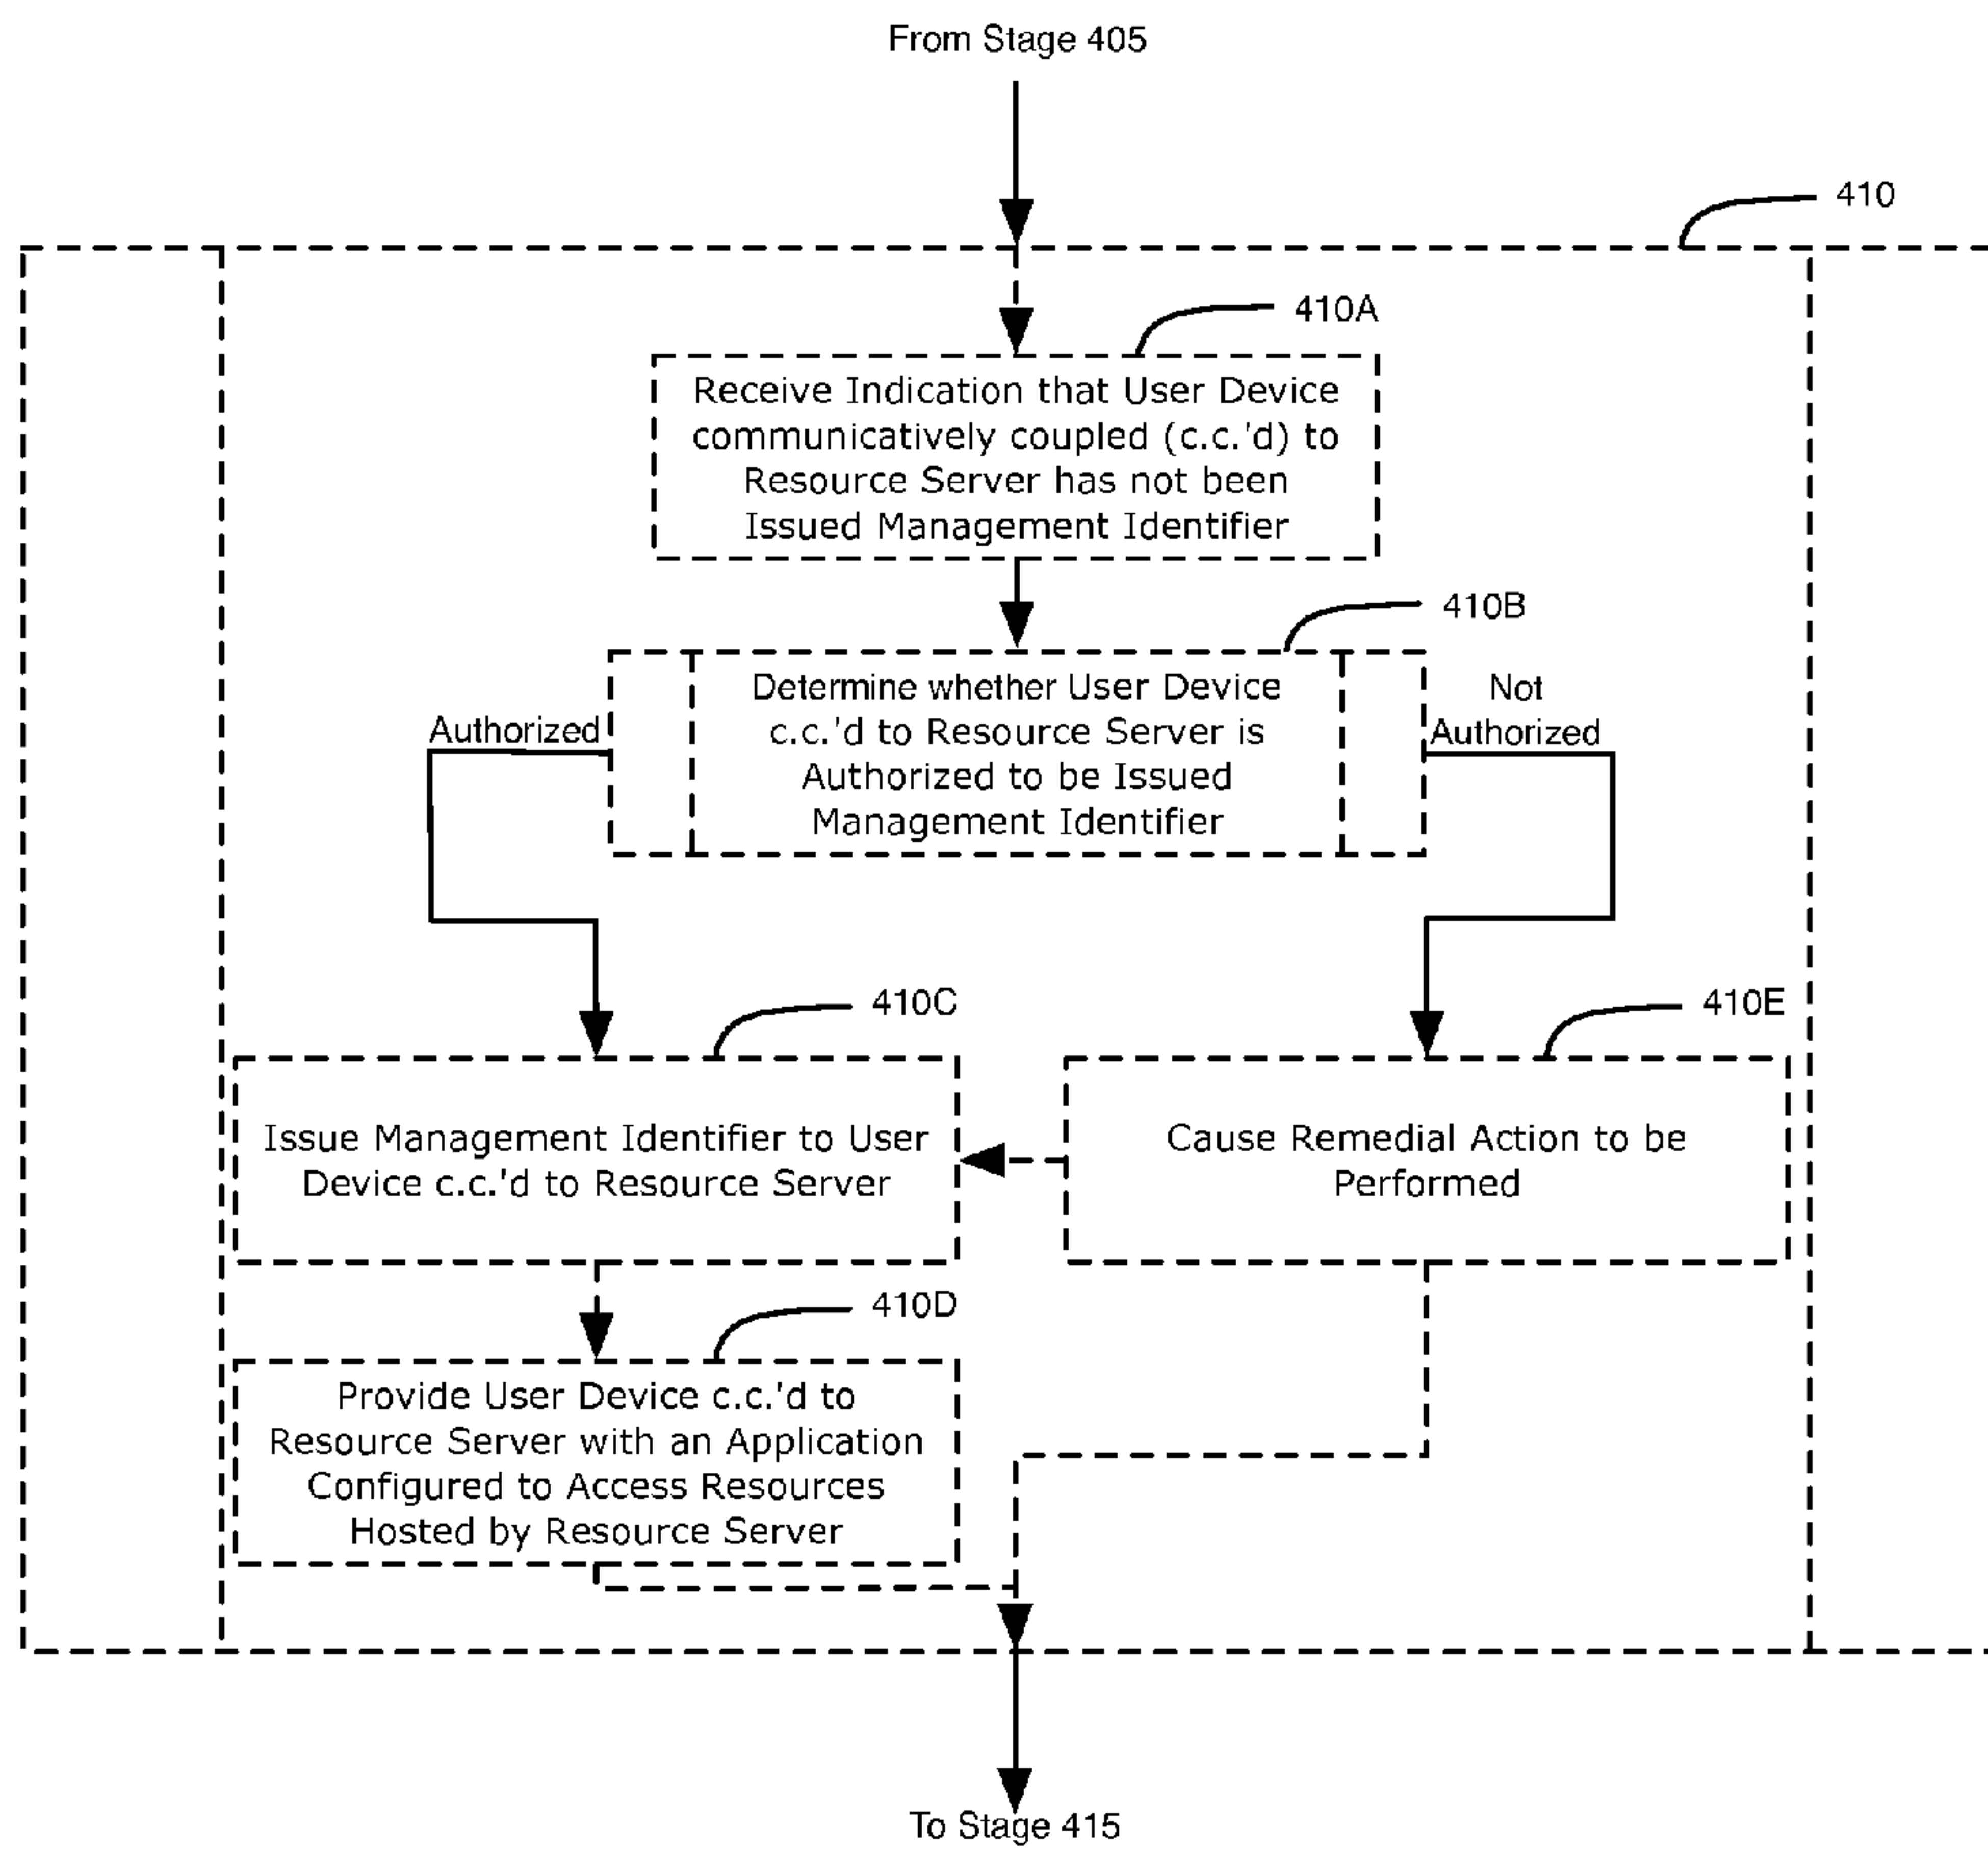 From Stage 405
410
410A
Receive Indication that User Device
communicatively coupled (c.c.'d) to
Resource Server has not been
Issued Management Identifier
410B
Determine whether User Device
c.c.'d to Resource Server is
Authorized to be Issued
Management Identifier
Authorized
Not
Authorized
410C
Issue Management Identifier to User
Device c.c.'d to Resource Server
410E
Cause Remedial Action to be
Performed
410D
Provide User Device c.c.'d to
Resource Server with an Application
Configured to Access Resources
Hosted by Resource Server
To Stage 415